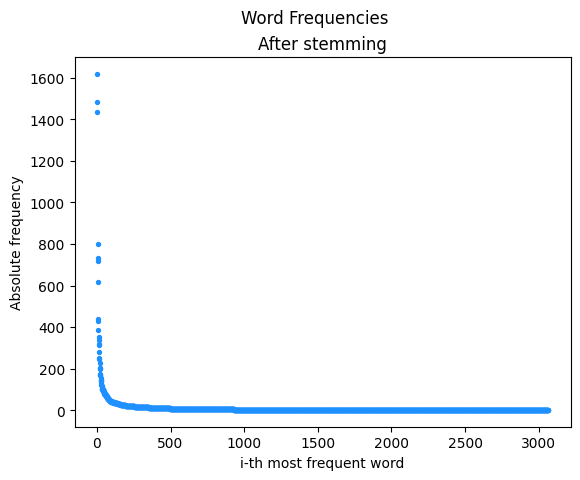 Word Frequencies
After stemming
Absolute frequency
1600
1400
1200
1000
800
600
400
200
0
0 500 1000 1500 2000 2500 3000
i-th most frequent word